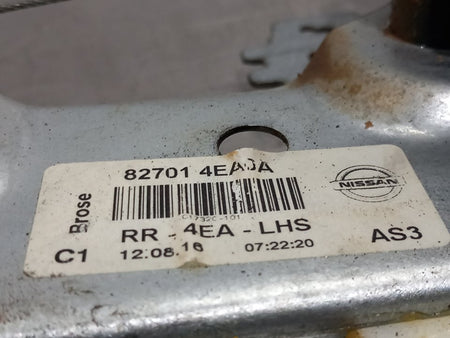 82701 4EA0A
Brose
NISSAN
C1732C-101
RR - 4EA - LHS
C1 12.08.16 07:22:20 AS3